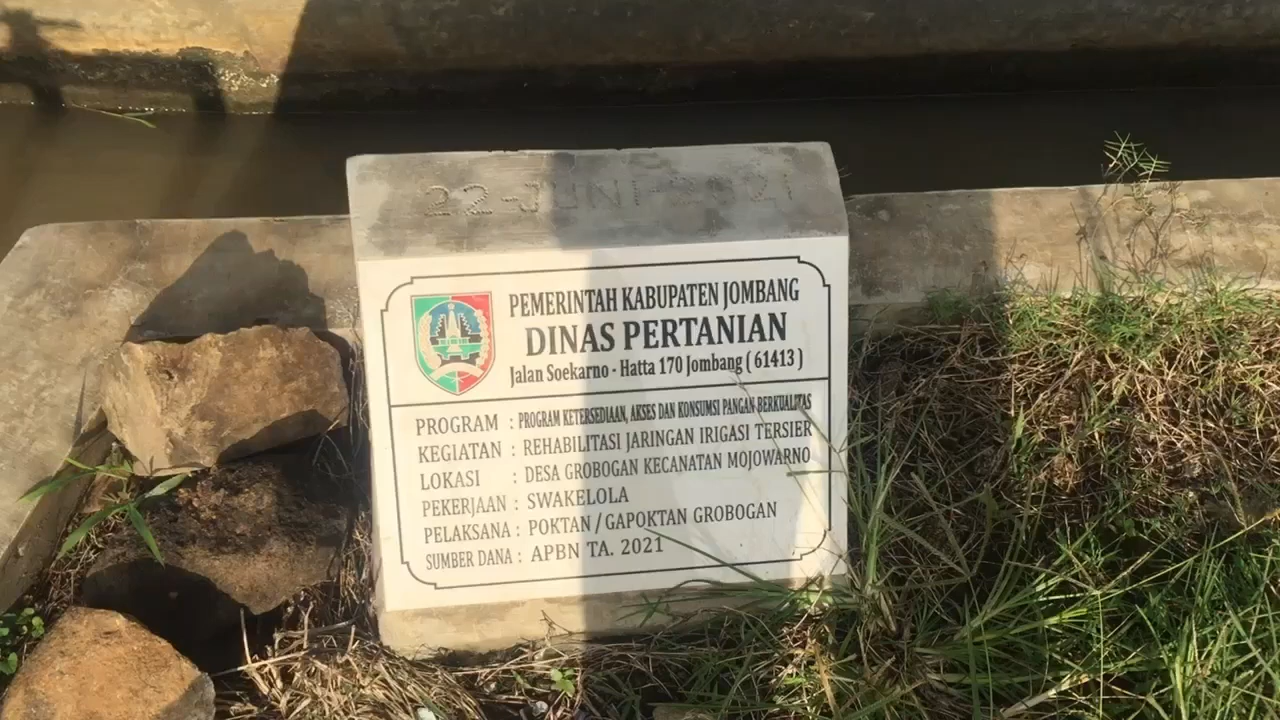 22-JUNI-2021
PEMERINTAH KABUPATEN JOMBANG
DINAS PERTANIAN
Jalan Soekarno - Hatta 170 Jombang ( 61413 )
PROGRAM : PROGRAM KETERSEDIAAN, AKSES DAN KONSUMSI PANGAN BERKUALITAS
KEGIATAN : REHABILITASI JARINGAN IRIGASI TERSIER
LOKASI : DESA GROBOGAN KECANATAN MOJOWARNO
PEKERJAAN : SWAKELOLA
PELAKSANA : POKTAN / GAPOKTAN GROBOGAN
SUMBER DANA : APBN TA. 2021